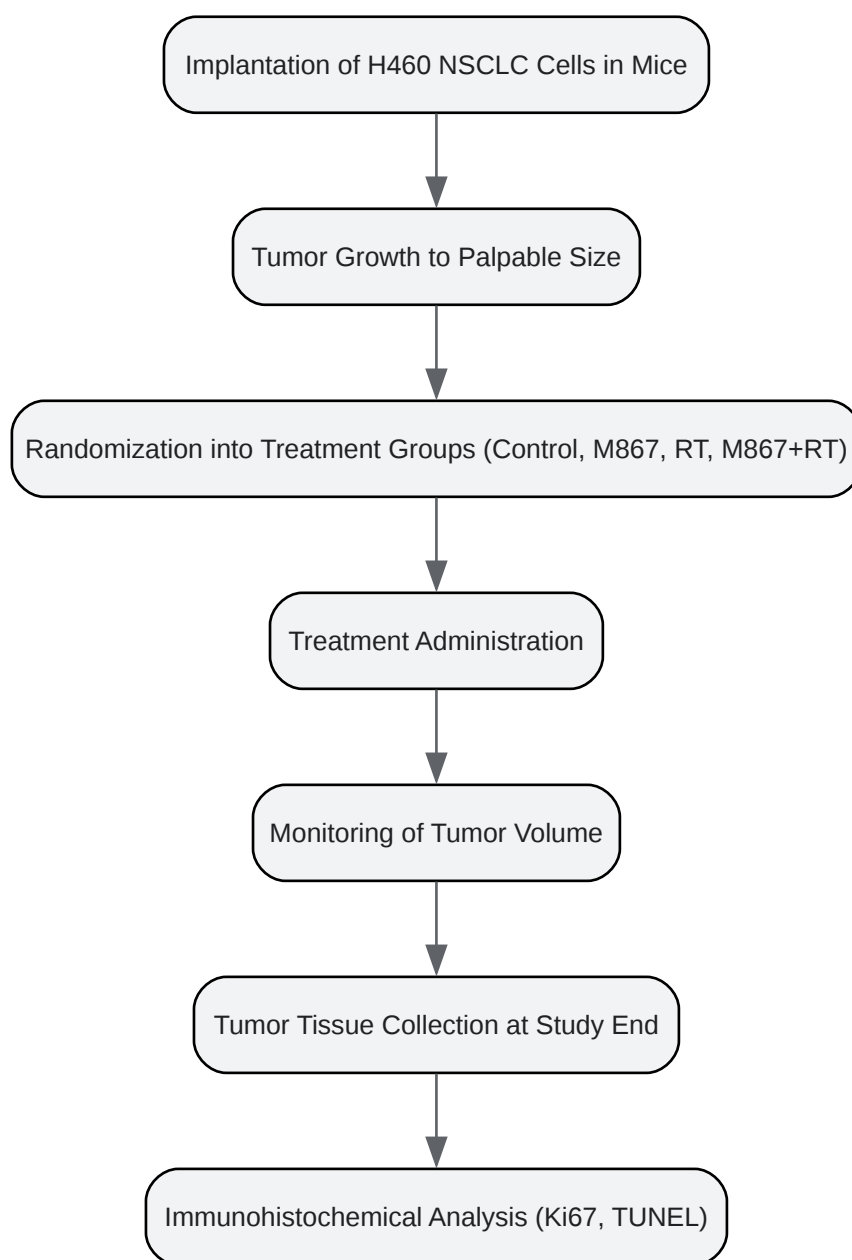 Implantation of H460 NSCLC Cells in Mice
Tumor Growth to Palpable Size
Randomization into Treatment Groups (Control, M867, RT, M867+RT)
Treatment Administration
Monitoring of Tumor Volume
Tumor Tissue Collection at Study End
Immunohistochemical Analysis (Ki67, TUNEL)